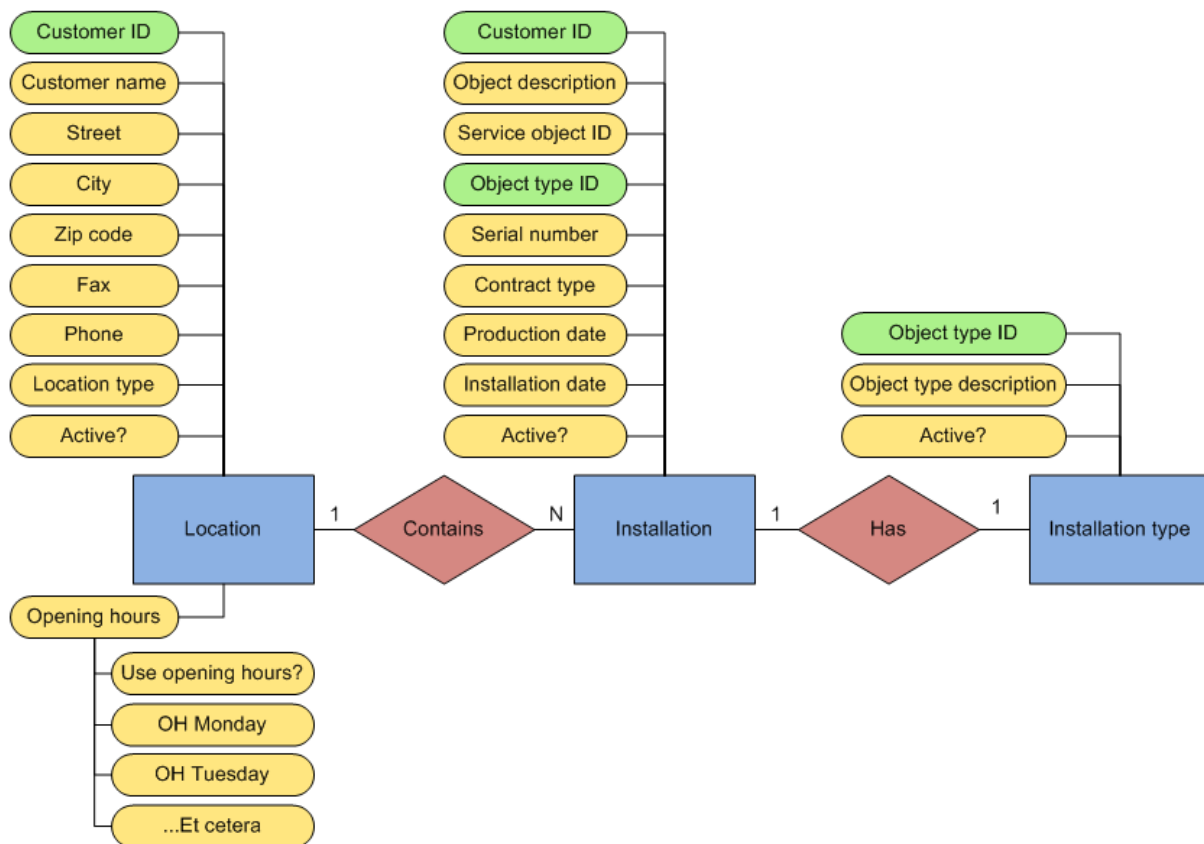 Customer ID
Customer name
Street
City
Zip code
Fax
Phone
Location type
Active?
Customer ID
Object description
Service object ID
Object type ID
Serial number
Contract type
Production date
Installation date
Active?
Object type ID
Object type description
Active?
Location
1
Contains
N
Installation
1
Has
1
Installation type
Opening hours
Use opening hours?
OH Monday
OH Tuesday
...Et cetera